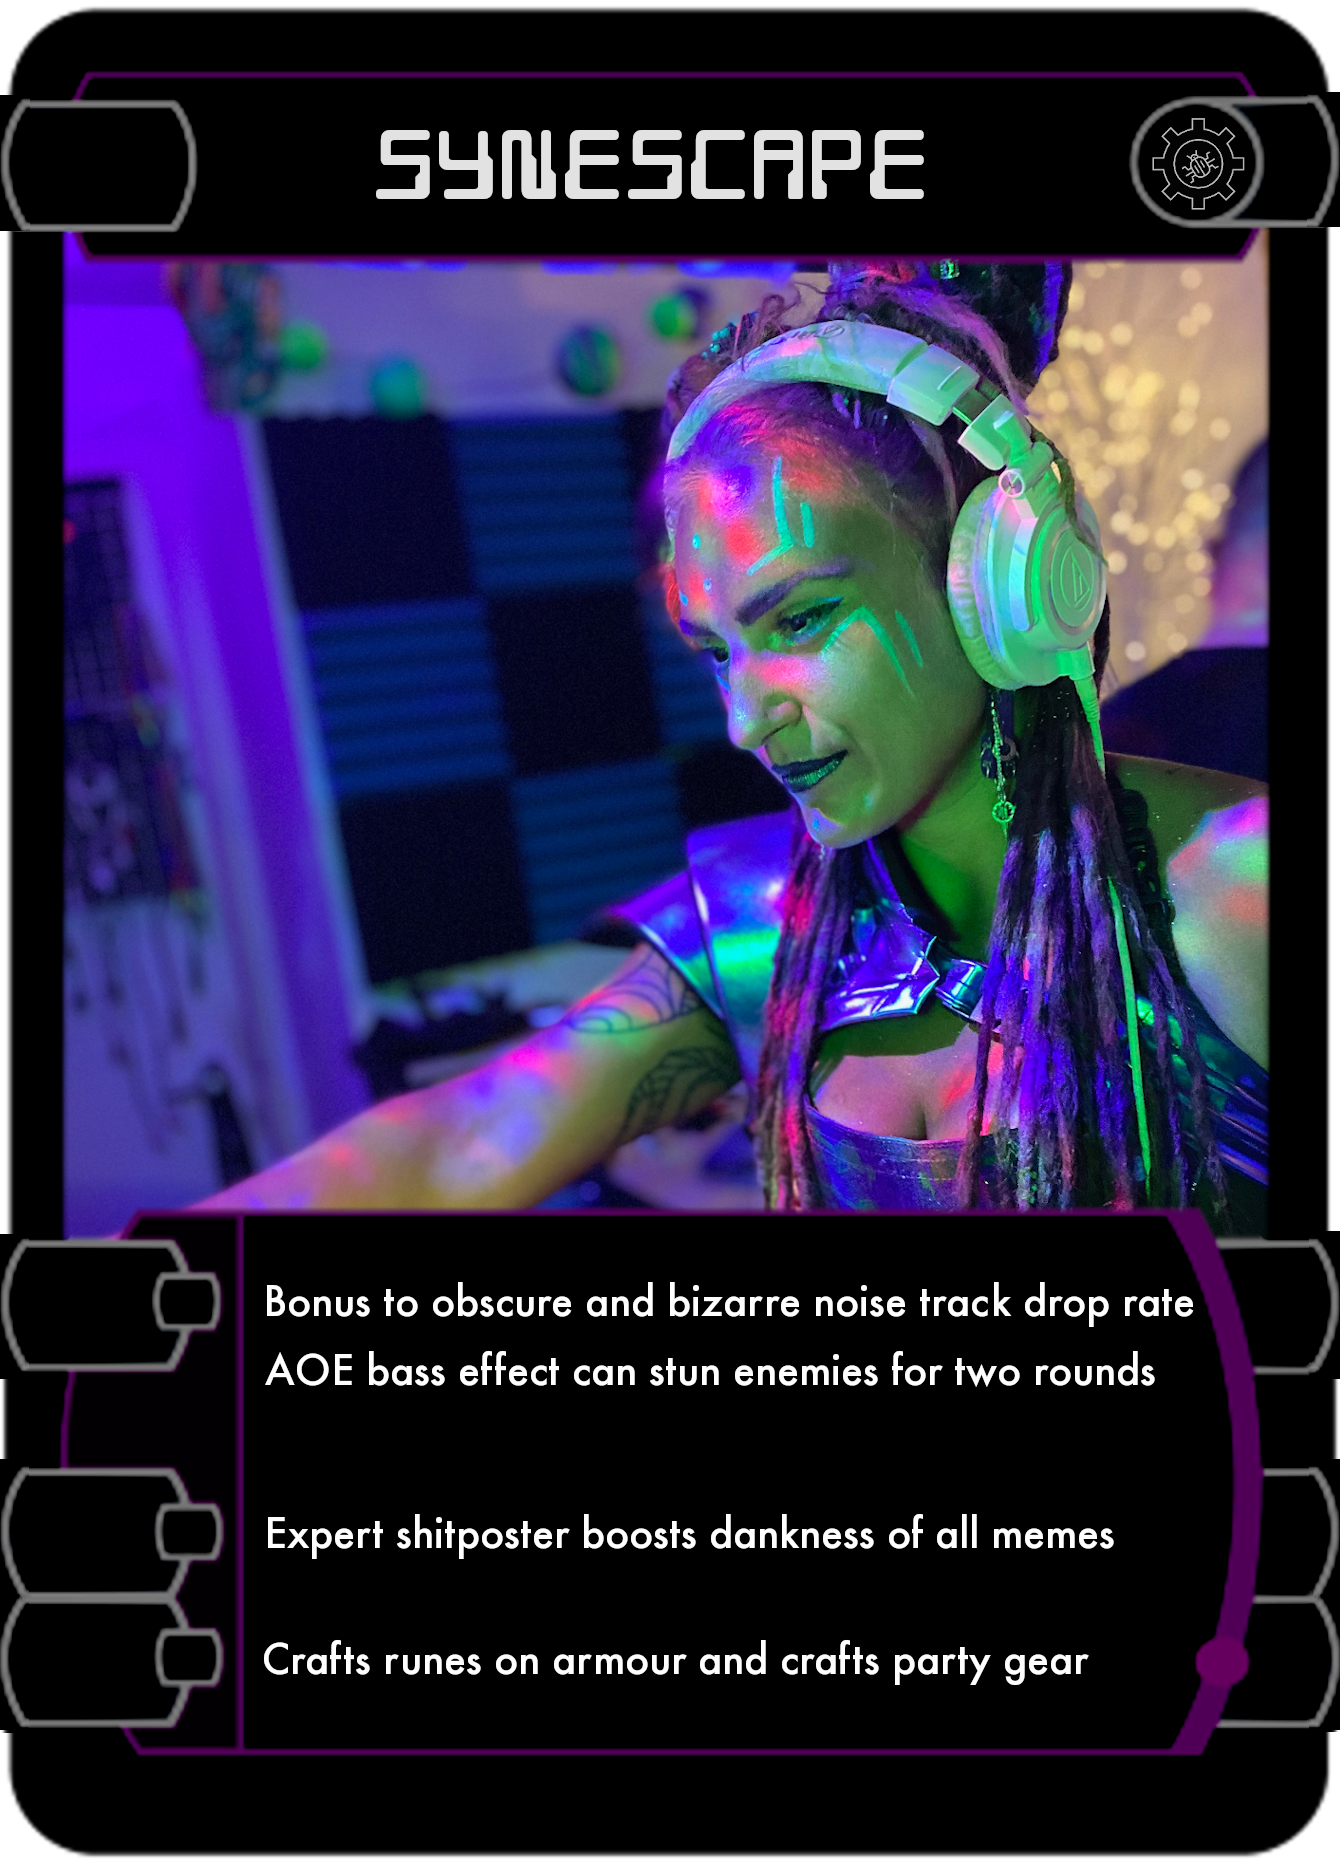 SYNESCAPE
Bonus to obscure and bizarre noise track drop rate
AOE bass effect can stun enemies for two rounds
Expert shitposter boosts dankness of all memes
Crafts runes on armour and crafts party gear